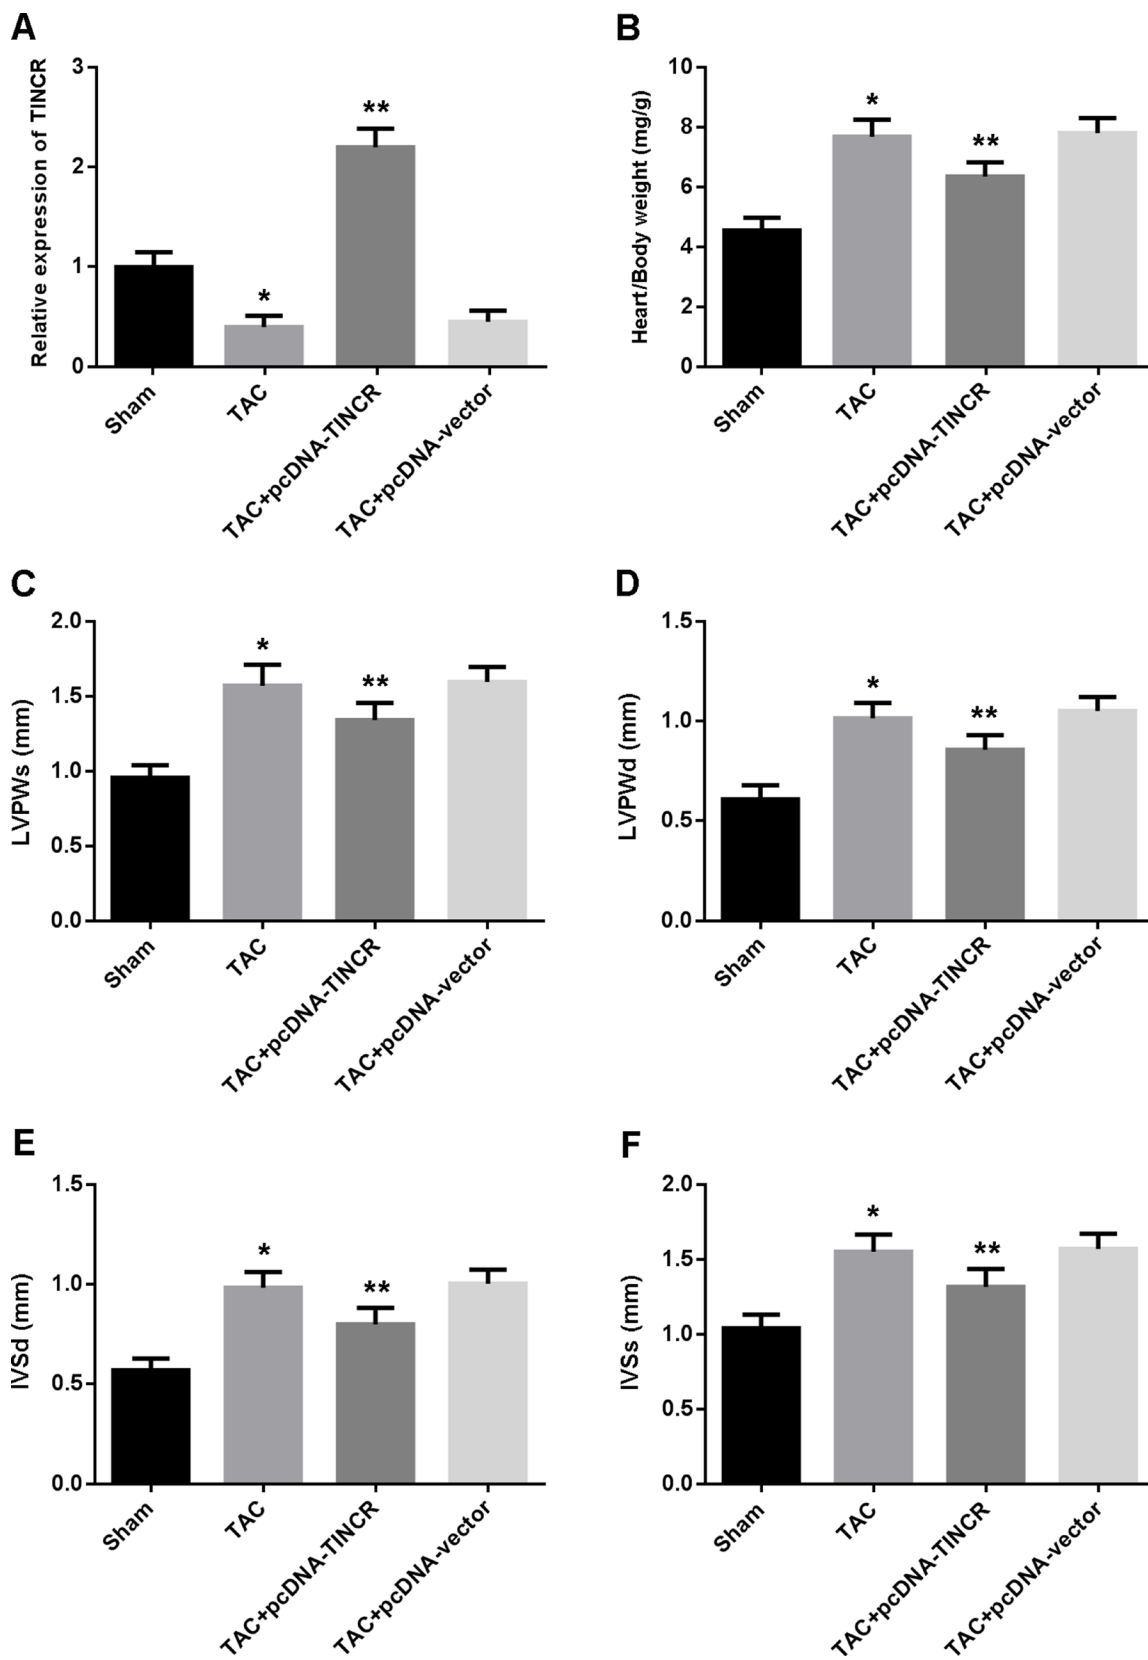 A
Relative expression of TINCR
3
2
1
0
*
**
Sham
TAC
TAC+pcDNA-TINCR
TAC+pcDNA-vector
B
Heart/Body weight (mg/g)
10
8
6
4
2
0
*
**
Sham
TAC
TAC+pcDNA-TINCR
TAC+pcDNA-vector
C
LVPWs (mm)
2.0
1.5
1.0
0.5
0.0
*
**
Sham
TAC
TAC+pcDNA-TINCR
TAC+pcDNA-vector
D
LVPWd (mm)
1.5
1.0
0.5
0.0
*
**
Sham
TAC
TAC+pcDNA-TINCR
TAC+pcDNA-vector
E
IVSd (mm)
1.5
1.0
0.5
0.0
*
**
Sham
TAC
TAC+pcDNA-TINCR
TAC+pcDNA-vector
F
IVSs (mm)
2.0
1.5
1.0
0.5
0.0
*
**
Sham
TAC
TAC+pcDNA-TINCR
TAC+pcDNA-vector